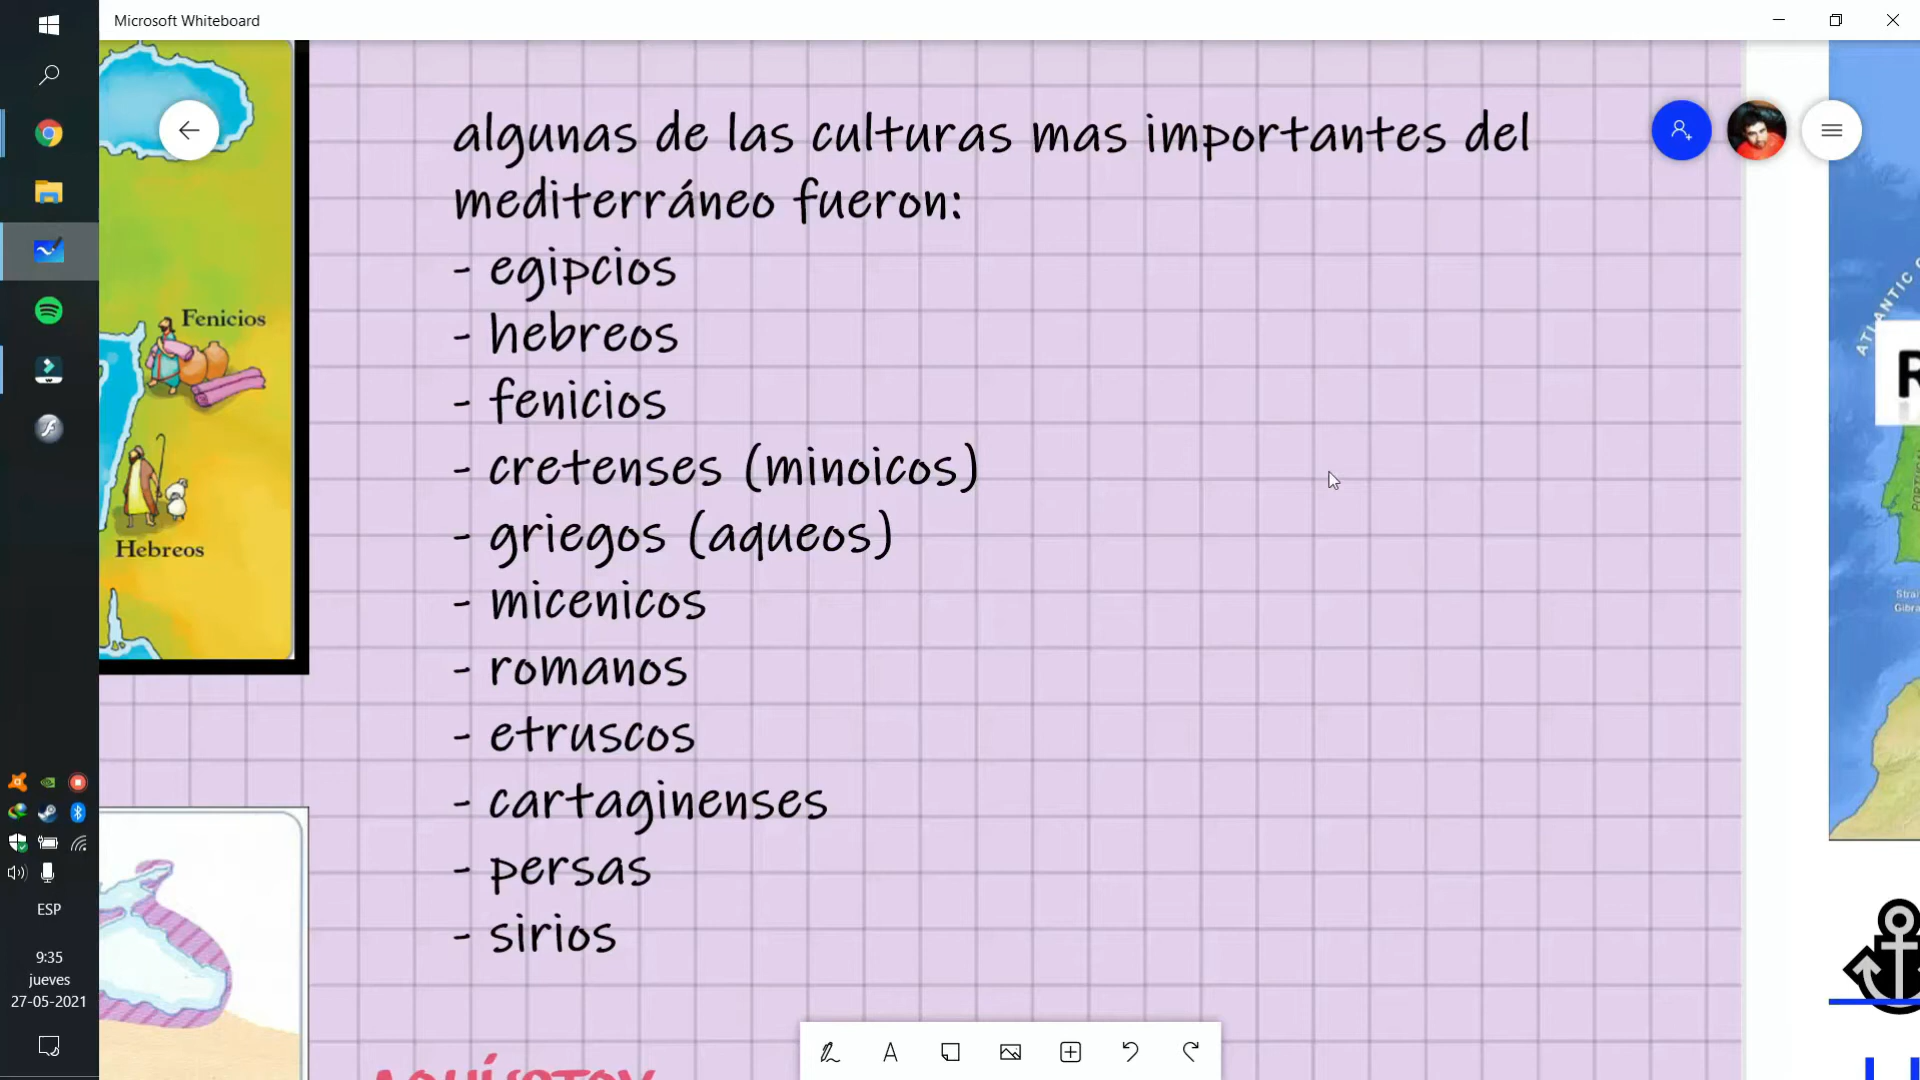 Microsoft Whiteboard
algunas de las culturas mas importantes del
mediterráneo fueron:
- egipcios
- hebreos
- fenicios
- cretenses (minoicos)
- griegos (aqueos)
- micenicos
- romanos
- etruscos
- cartaginenses
- persas
- sirios
Fenicios
Hebreos
ATLANTIC
R
ESP
9:35
jueves
27-05-2021